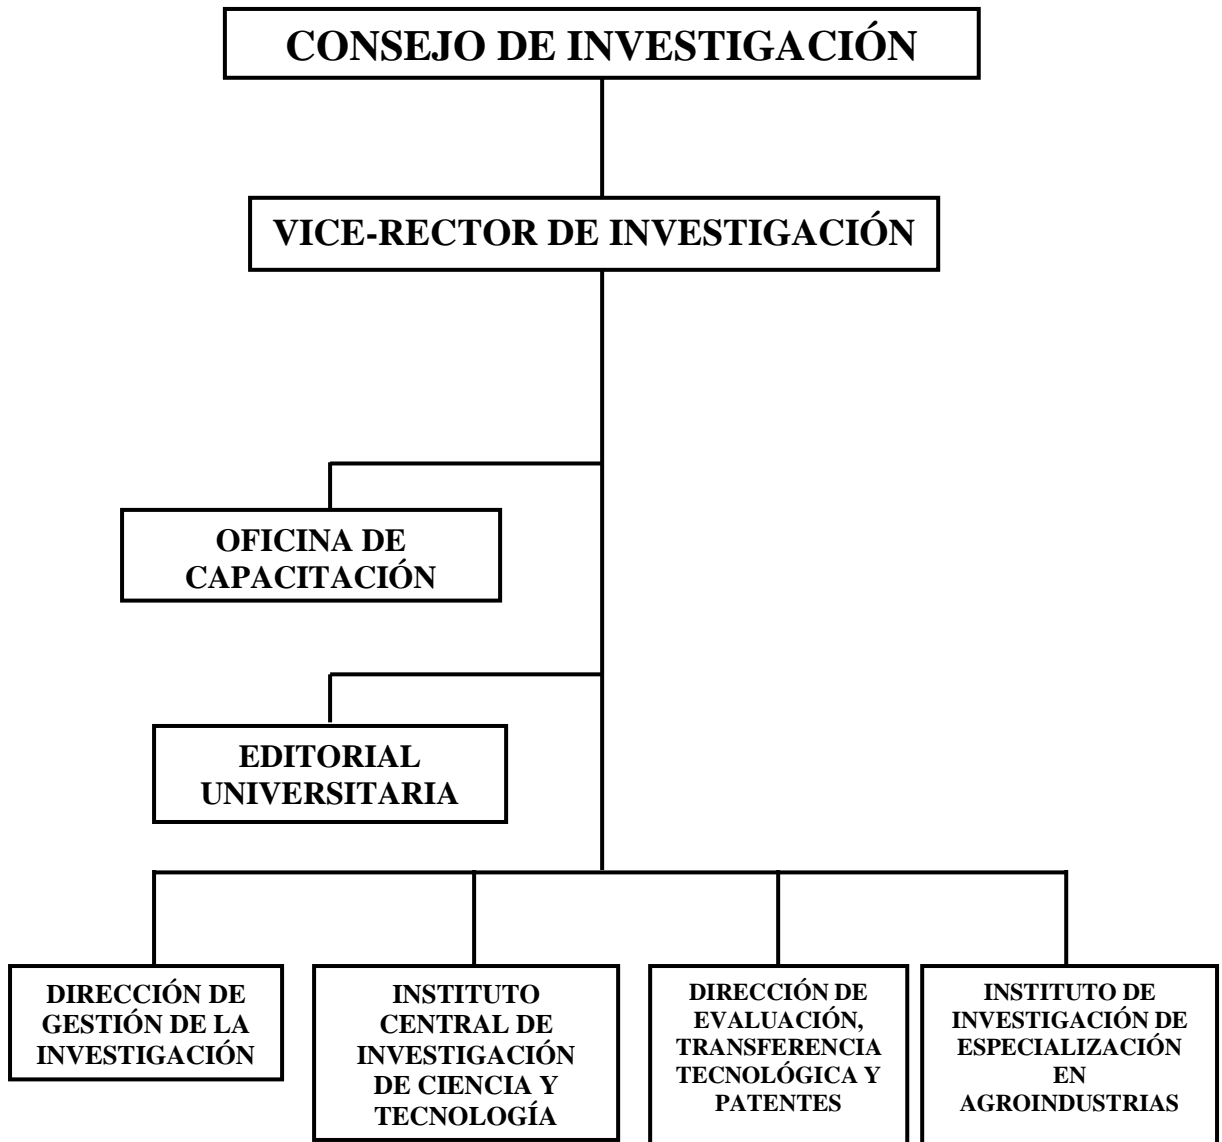 CONSEJO DE INVESTIGACIÓN
VICE-RECTOR DE INVESTIGACIÓN
OFICINA DE
CAPACITACIÓN
EDITORIAL
UNIVERSITARIA
DIRECCIÓN DE
GESTIÓN DE LA
INVESTIGACIÓN
INSTITUTO
CENTRAL DE
INVESTIGACIÓN
DE CIENCIA Y
TECNOLOGÍA
DIRECCIÓN DE
EVALUACIÓN,
TRANSFERENCIA
TECNOLÓGICA Y
PATENTES
INSTITUTO DE
INVESTIGACIÓN DE
ESPECIALIZACIÓN
EN
AGROINDUSTRIAS